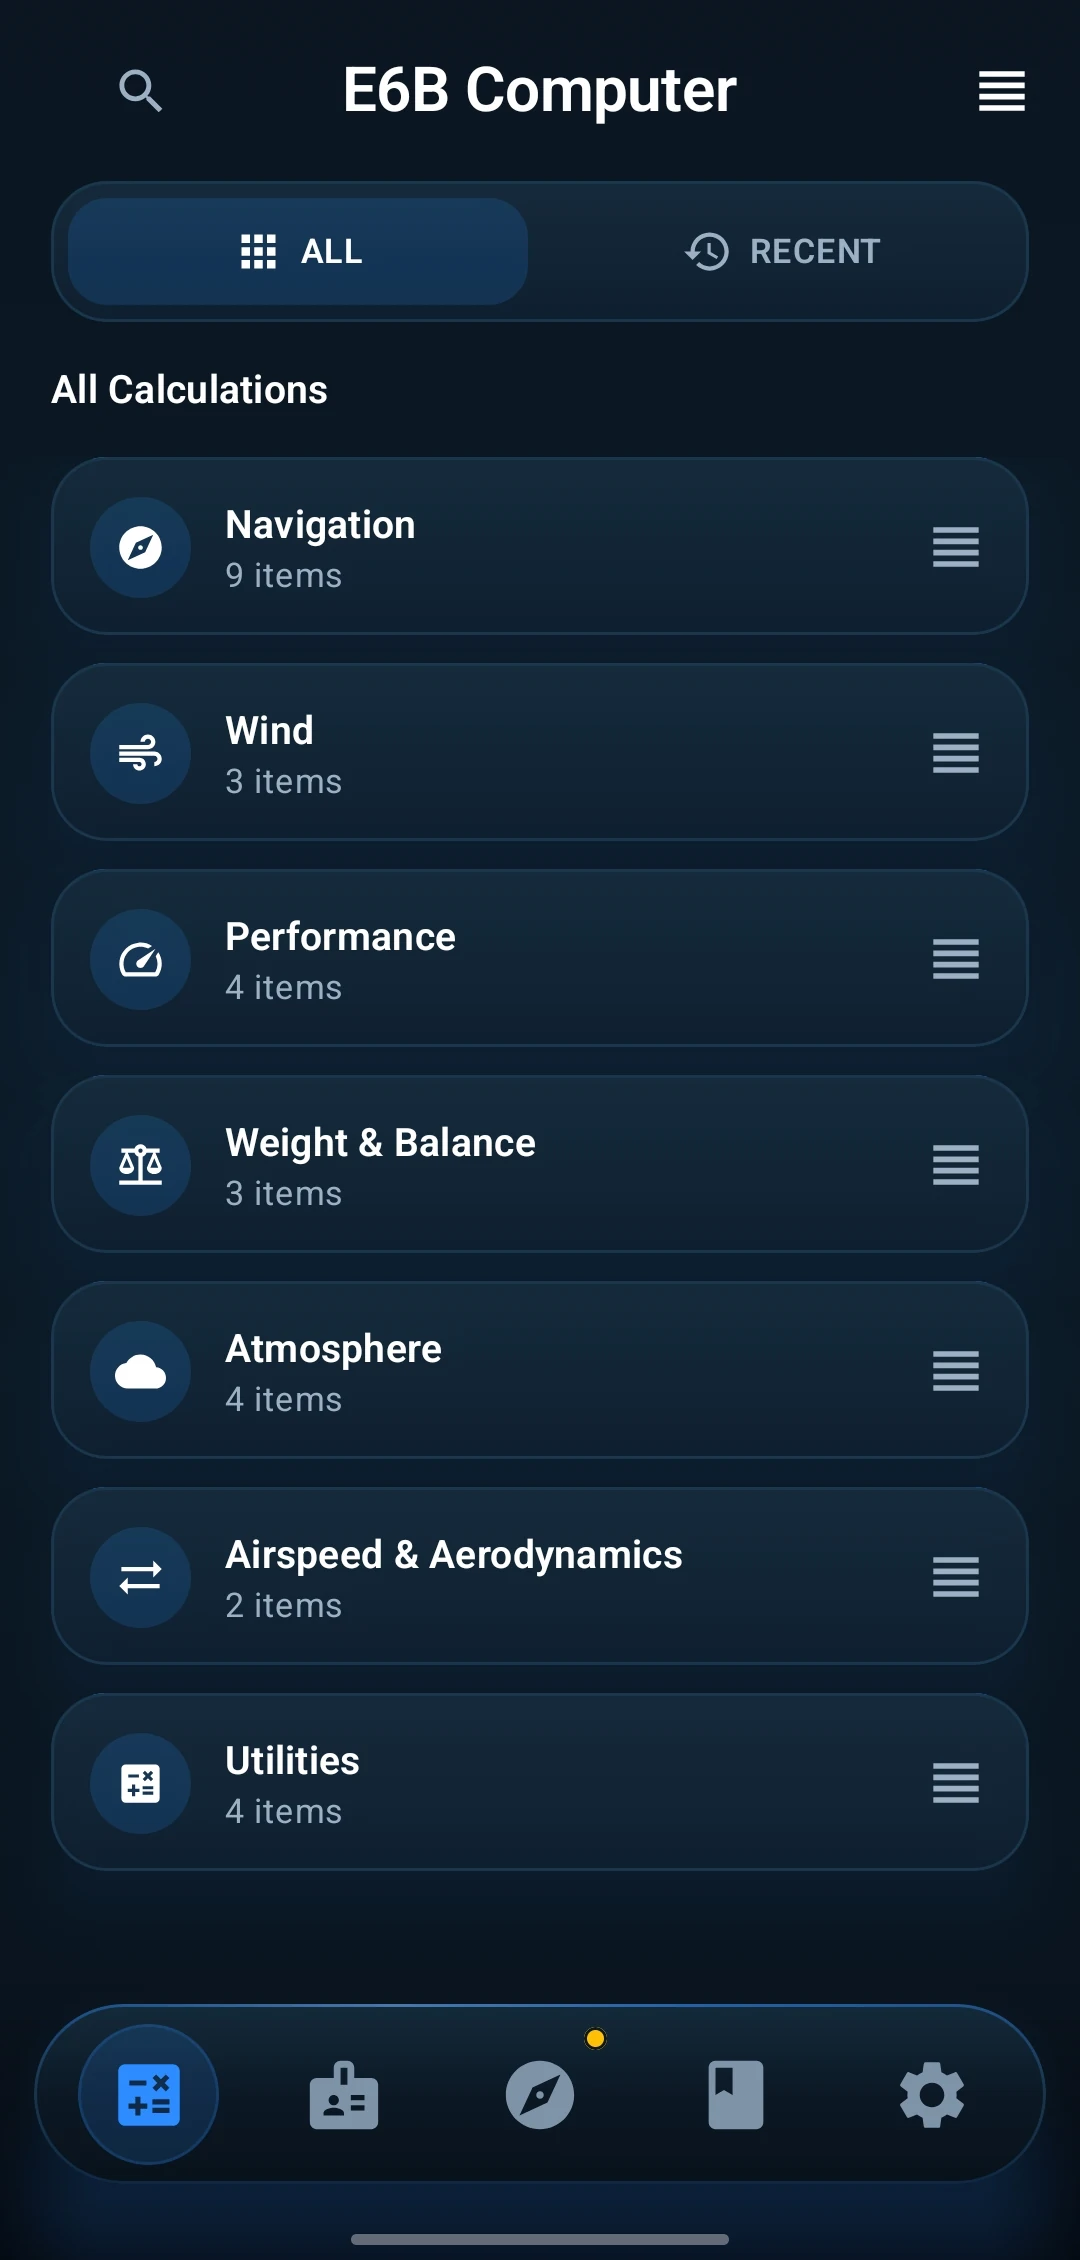 E6B Computer
ALL
RECENT
All Calculations
Navigation
9 items
Wind
3 items
Performance
4 items
Weight & Balance
3 items
Atmosphere
4 items
Airspeed & Aerodynamics
2 items
Utilities
4 items